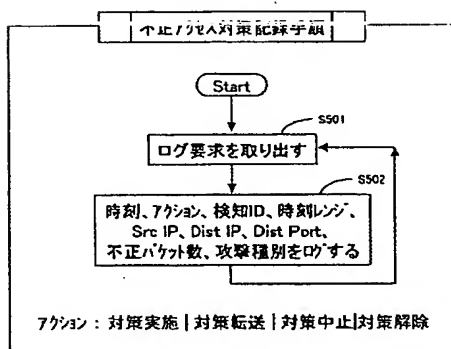 不正アクセス対策記録手順
Start
S501
ログ要求を取り出す
S502
時刻、アクション、検知ID、時刻レンジ、
Src IP、Dist IP、Dist Port、
不正パケット数、攻撃種別をログする
アクション : 対策実施 | 対策転送 | 対策中止 | 対策解除